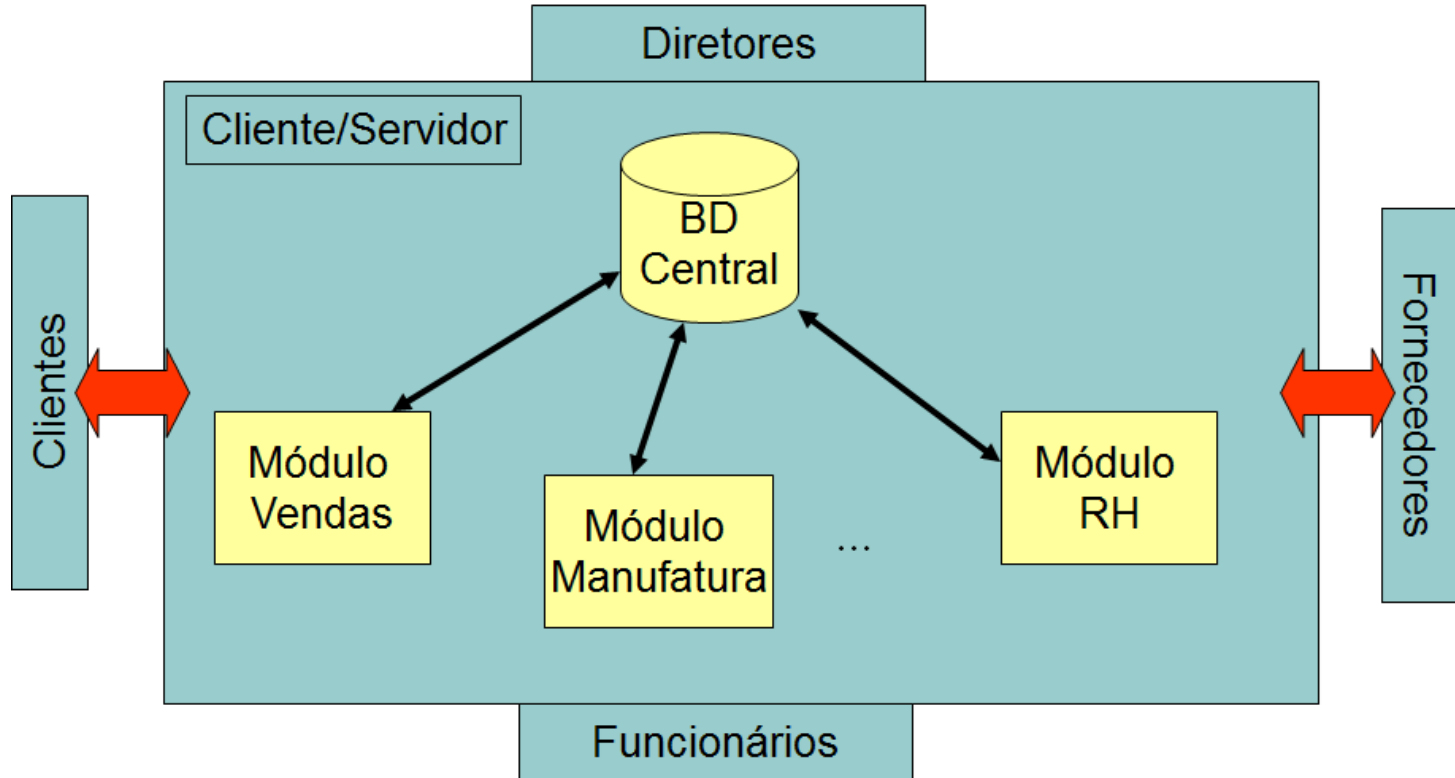 Diretores
Cliente/Servidor
BD
Central
Clientes
Fornecedores
Módulo
Vendas
Módulo
Manufatura
...
Módulo
RH
Funcionários